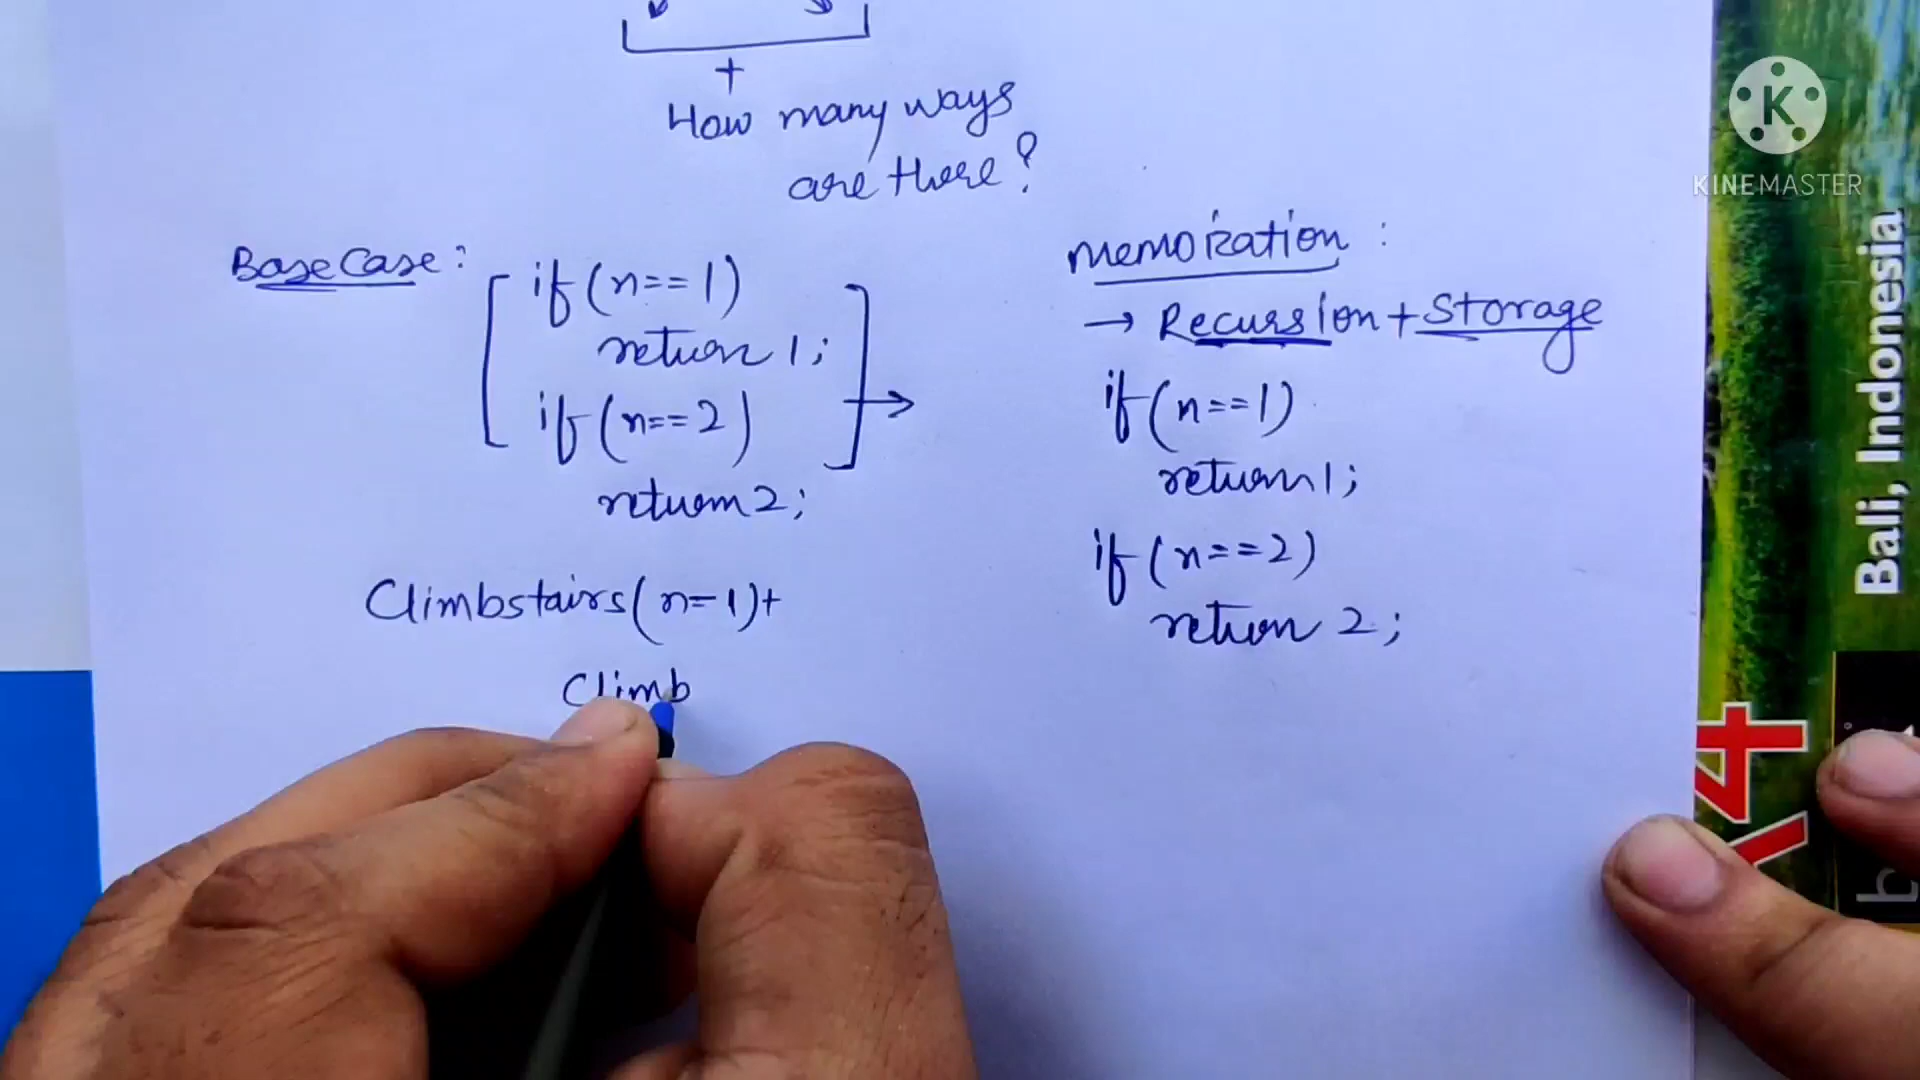 +
How many ways
are there?
Base Case:
if (n==1)
return 1;
if (n==2)
return 2;
Climbstairs(n-1)+
Climb
memoization:
→ Recursion + Storage
if (n==1)
return 1;
if (n==2)
return 2;
K
KINEMASTER
Bali, Indonesia
A4